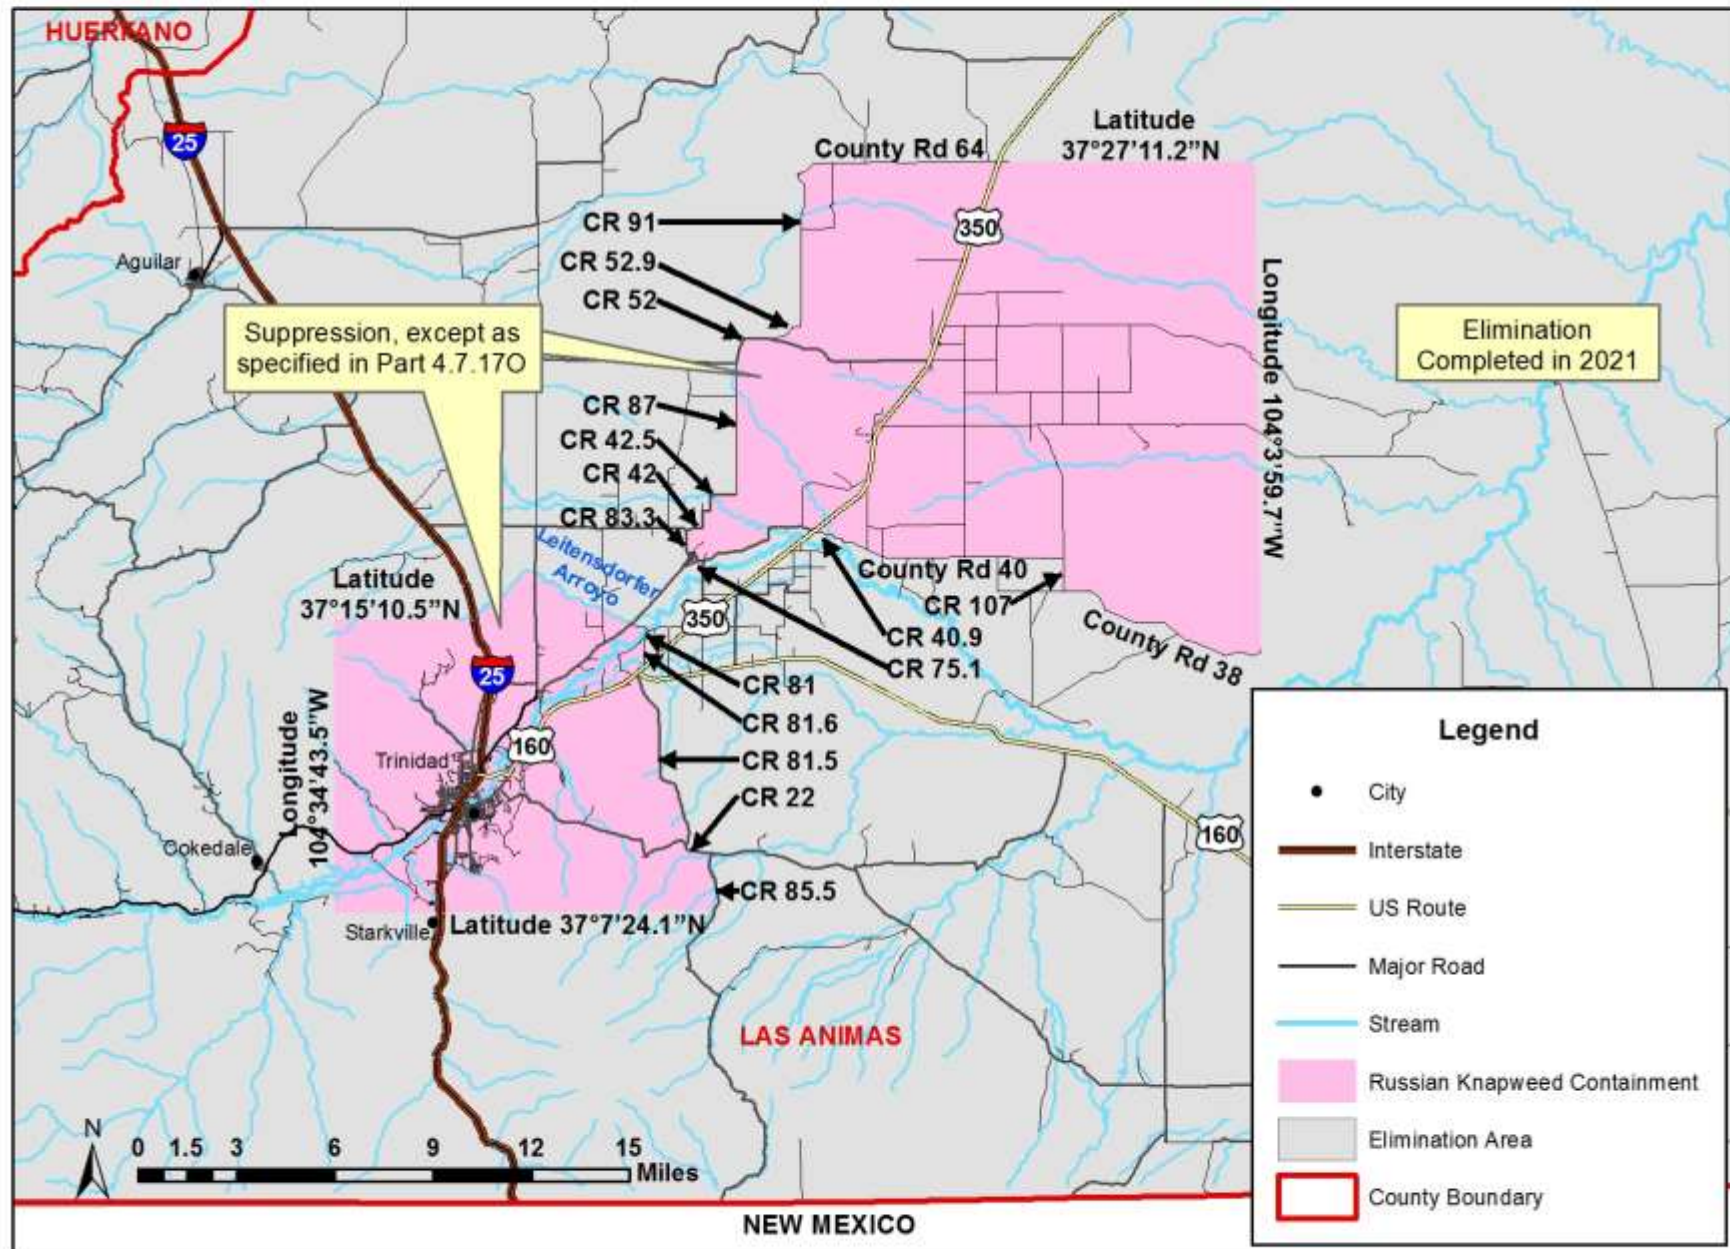 HUERFANO
25
Aguilar
Latitude
37°27'11.2"N
County Rd 64
350
CR 91
CR 52.9
CR 52
Suppression, except as
specified in Part 4.7.17O
Longitude 104°3'59.7"W
Elimination
Completed in 2021
CR 87
CR 42.5
CR 42
CR 83.3
Leitensdorfer
Arroyo
Latitude
37°15'10.5"N
County Rd 40
CR 107
350
CR 40.9
County Rd 38
CR 75.1
25
CR 81
CR 81.6
160
CR 81.5
CR 22
Trinidad
Longitude
104°34'43.5"W
160
Cokedale
CR 85.5
Starkville
Latitude 37°7'24.1"N
LAS ANIMAS
N
0 1.5 3 6 9 12 15
Miles
NEW MEXICO
Legend
City
Interstate
US Route
Major Road
Stream
Russian Knapweed Containment
Elimination Area
County Boundary